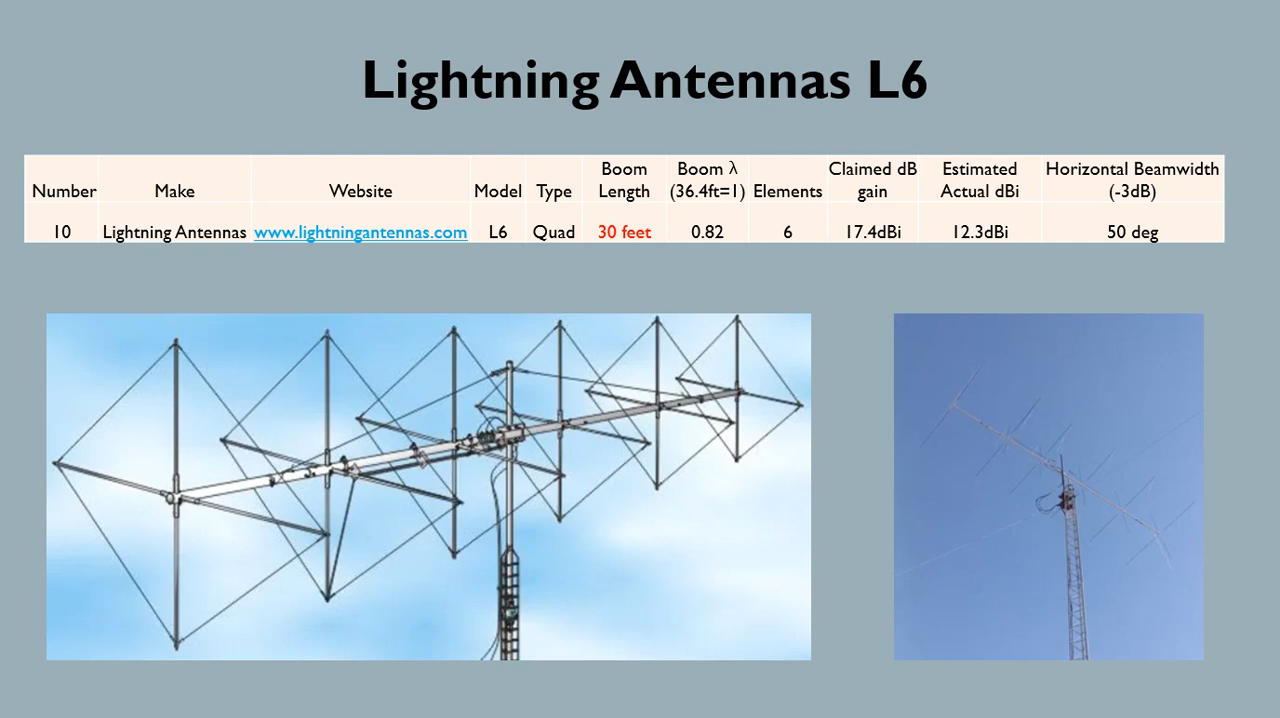 Lightning Antennas L6
Number Make Website Model Type Boom Length Boom λ (36.4ft=1) Elements Claimed dB gain Estimated Actual dBi Horizontal Beamwidth (-3dB)
10 Lightning Antennas www.lightningantennas.com L6 Quad 30 feet 0.82 6 17.4dBi 12.3dBi 50 deg